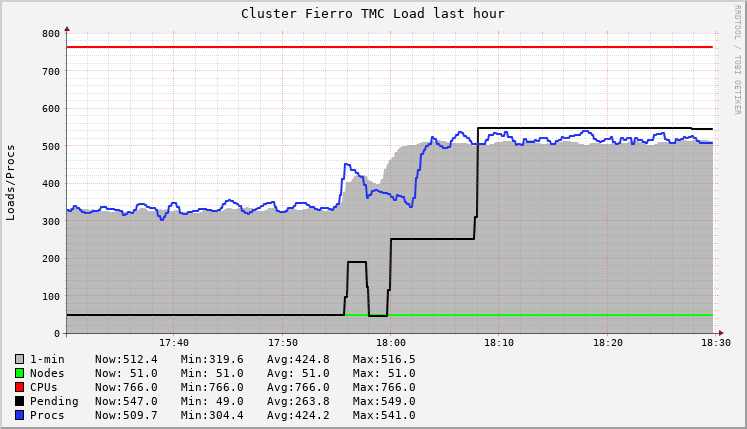 Cluster Fierro TMC Load last hour
RRDTOOL / TOBI OETIKER
Loads/Procs
800
700
600
500
400
300
200
100
0
17:40 17:50 18:00 18:10 18:20 18:30
1-min Now:512.4 Min:319.6 Avg:424.8 Max:516.5
Nodes Now: 51.0 Min: 51.0 Avg: 51.0 Max: 51.0
CPUs Now:766.0 Min:766.0 Avg:766.0 Max:766.0
Pending Now:547.0 Min: 49.0 Avg:263.8 Max:549.0
Procs Now:509.7 Min:304.4 Avg:424.2 Max:541.0